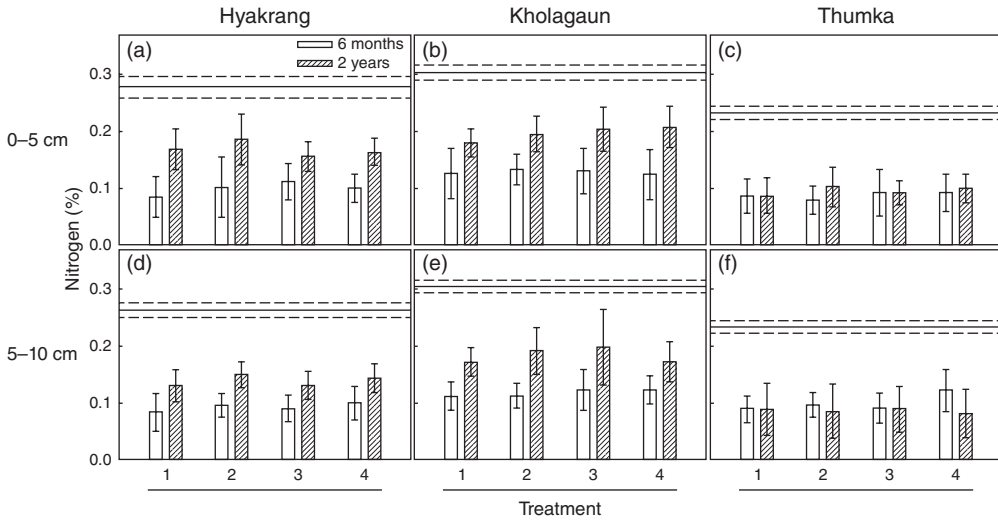 Hyakrang Kholagaun Thumka
(a) (b) (c)
6 months
2 years
0.3
0–5 cm
0.2
0.1
0.0
Nitrogen (%)
(d) (e) (f)
0.3
5–10 cm
0.2
0.1
0.0
1 2 3 4 1 2 3 4 1 2 3 4
Treatment